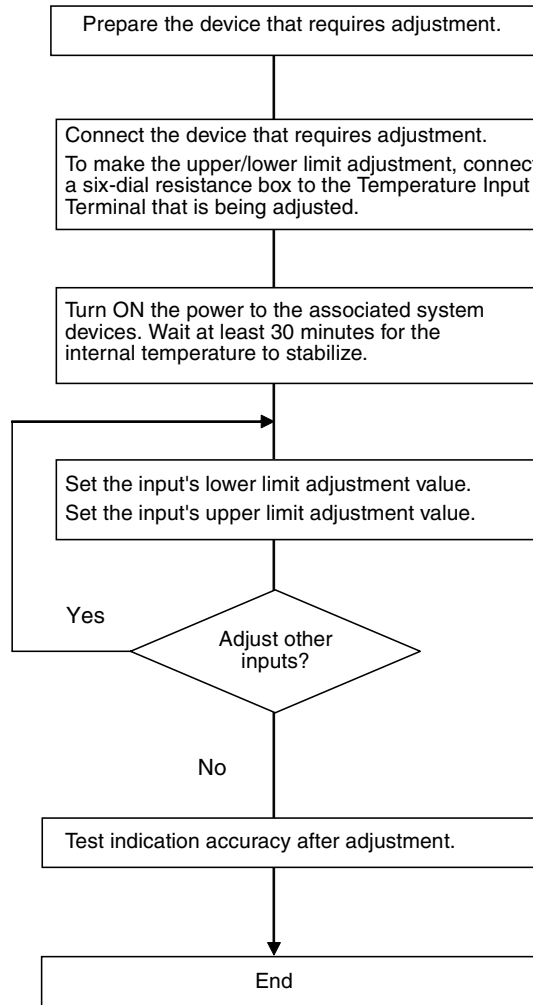 Prepare the device that requires adjustment.
Connect the device that requires adjustment.
To make the upper/lower limit adjustment, connect
a six-dial resistance box to the Temperature Input
Terminal that is being adjusted.
Turn ON the power to the associated system
devices. Wait at least 30 minutes for the
internal temperature to stabilize.
Set the input's lower limit adjustment value.
Set the input's upper limit adjustment value.
Yes
Adjust other
inputs?
No
Test indication accuracy after adjustment.
End